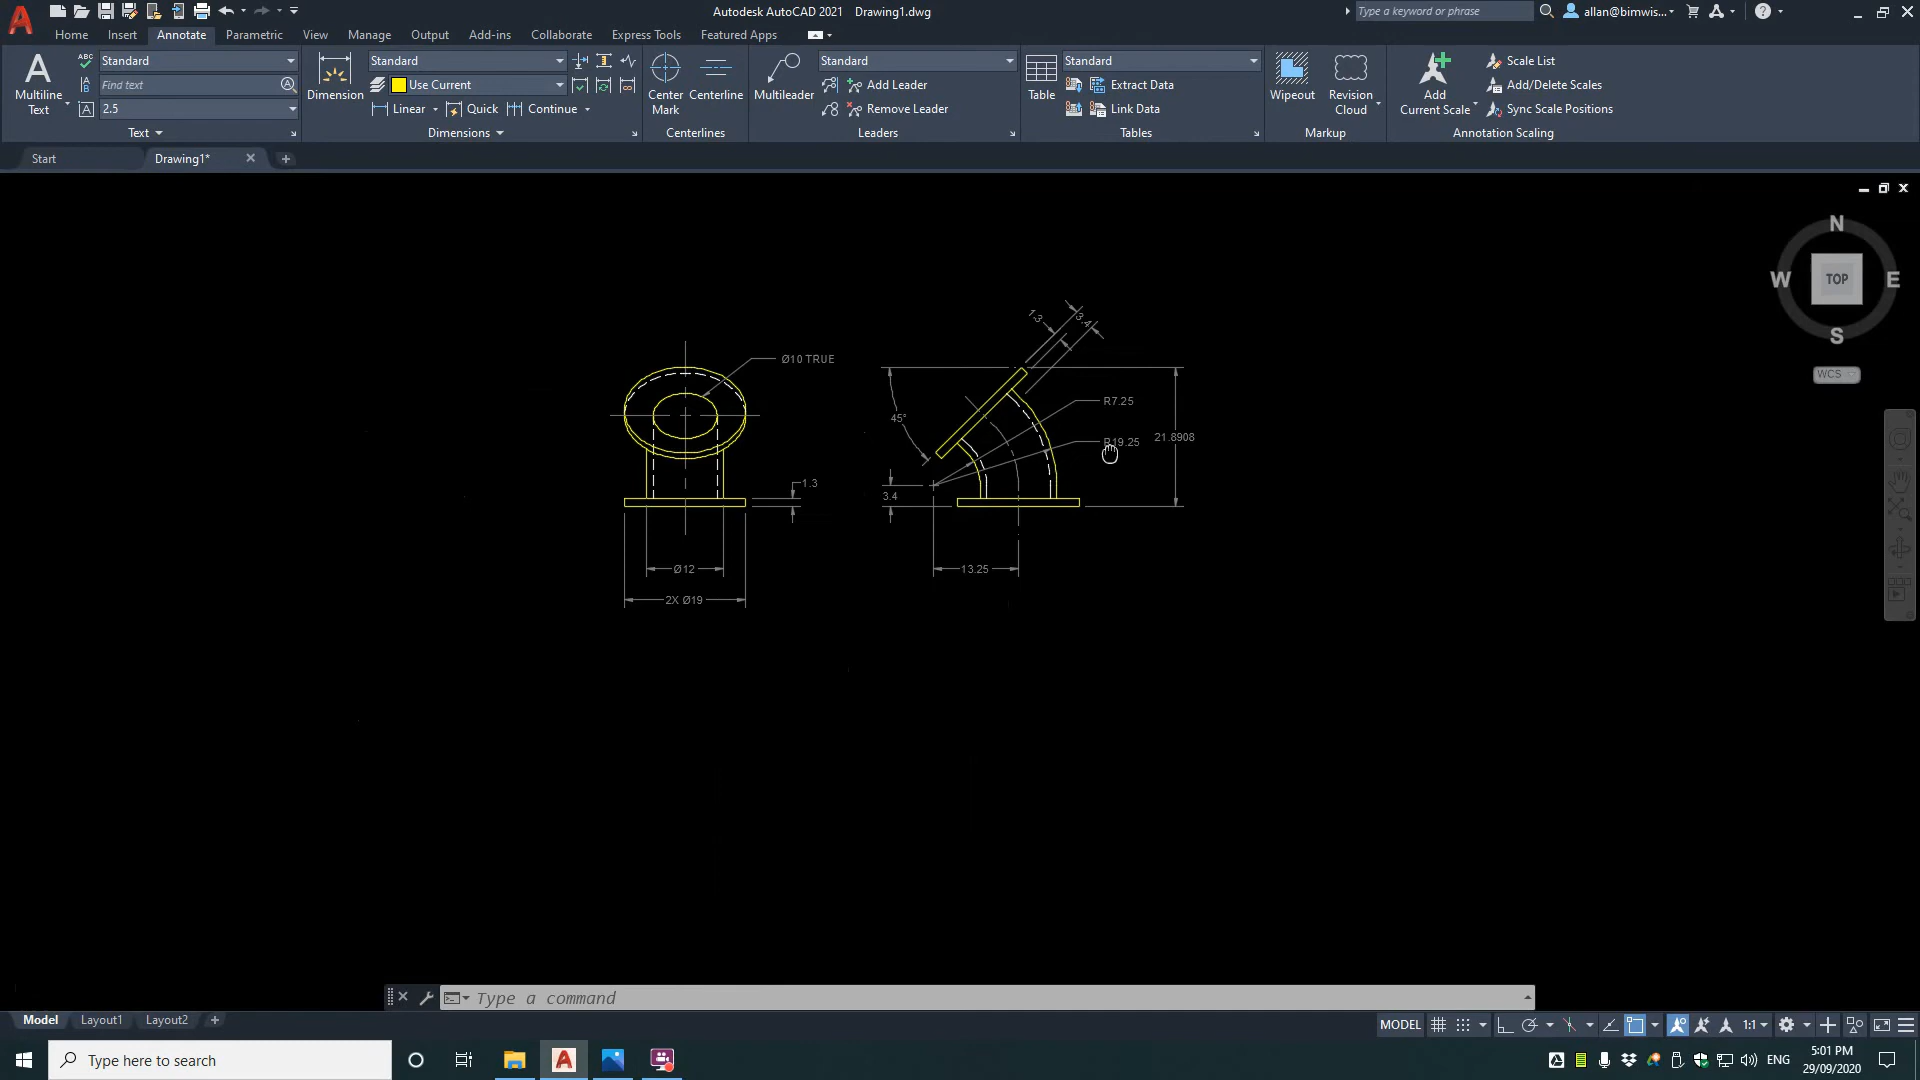 Autodesk AutoCAD 2021 Drawing1.dwg
Type a keyword or phrase
allan@bimwis...
Home Insert Annotate Parametric View Manage Output Add-ins Collaborate Express Tools Featured Apps
Multiline Text
ABC
Standard
Find text
2.5
Text
Dimension
Standard
Use Current
Linear Quick Continue
Dimensions
Center Mark
Centerline
Centerlines
Multileader
Standard
Add Leader
Remove Leader
Leaders
Table
Standard
Extract Data
Link Data
Tables
Wipeout
Revision Cloud
Markup
Add Current Scale
Scale List
Add/Delete Scales
Sync Scale Positions
Annotation Scaling
Start Drawing1*
N
W TOP E
S
WCS
1.3
3.4
Ø10 TRUE
45°
R7.25
R19.25
21.8908
1.3
3.4
Ø12
13.25
2X Ø19
Type a command
Model Layout1 Layout2
MODEL 1:1
Type here to search
ENG
5:01 PM
29/09/2020